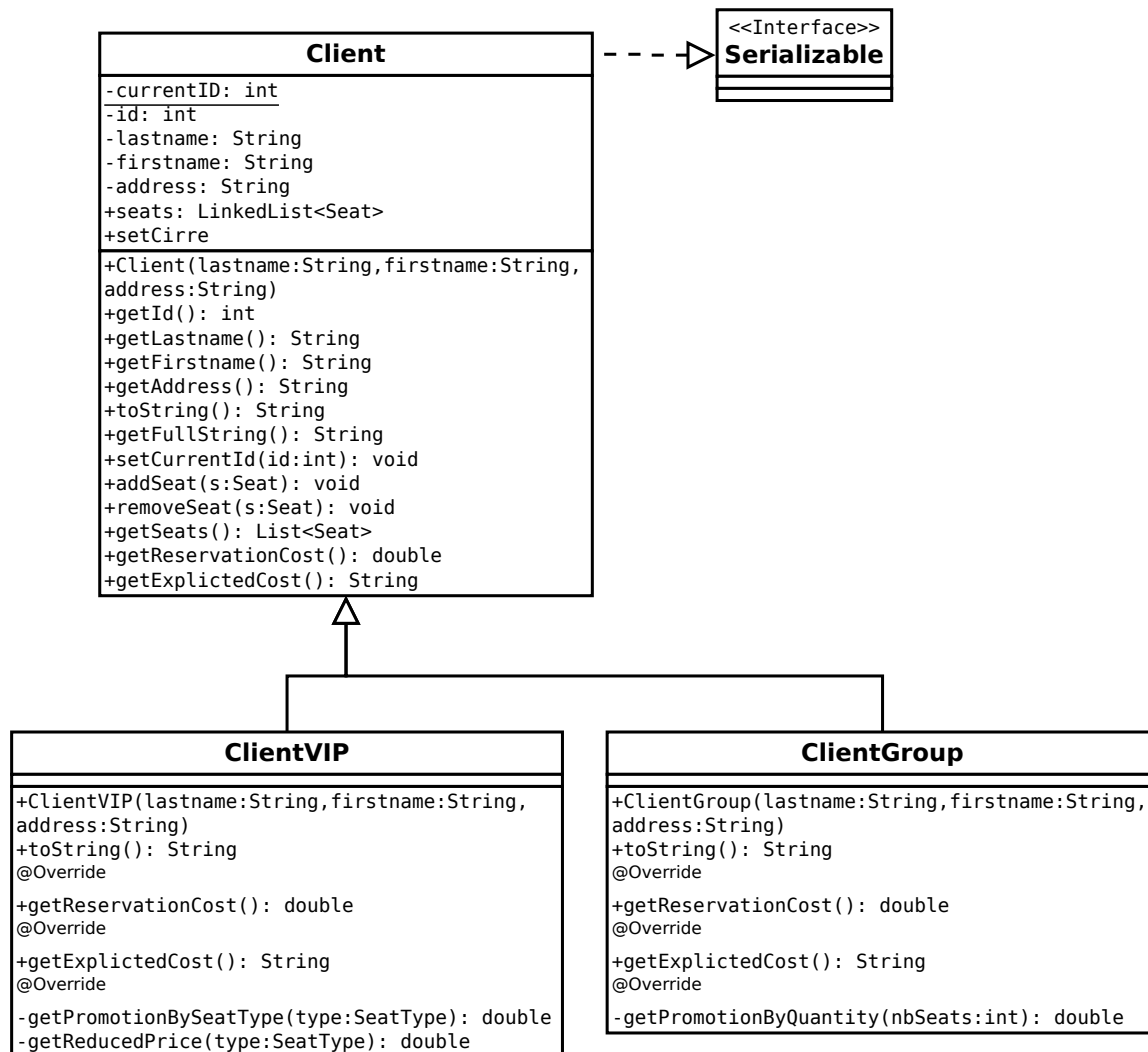 <<Interface>>
Serializable
Client
-currentID: int
-id: int
-lastname: String
-firstname: String
-address: String
+seats: LinkedList<Seat>
+setCirre
+Client(lastname:String,firstname:String,
address:String)
+getId(): int
+getLastname(): String
+getFirstname(): String
+getAddress(): String
+toString(): String
+getFullString(): String
+setCurrentId(id:int): void
+addSeat(s:Seat): void
+removeSeat(s:Seat): void
+getSeats(): List<Seat>
+getReservationCost(): double
+getExplictedCost(): String
ClientVIP
+ClientVIP(lastname:String,firstname:String,
address:String)
+toString(): String
@Override
+getReservationCost(): double
@Override
+getExplictedCost(): String
@Override
-getPromotionBySeatType(type:SeatType): double
-getReducedPrice(type:SeatType): double
ClientGroup
+ClientGroup(lastname:String,firstname:String,
address:String)
+toString(): String
@Override
+getReservationCost(): double
@Override
+getExplictedCost(): String
@Override
-getPromotionByQuantity(nbSeats:int): double